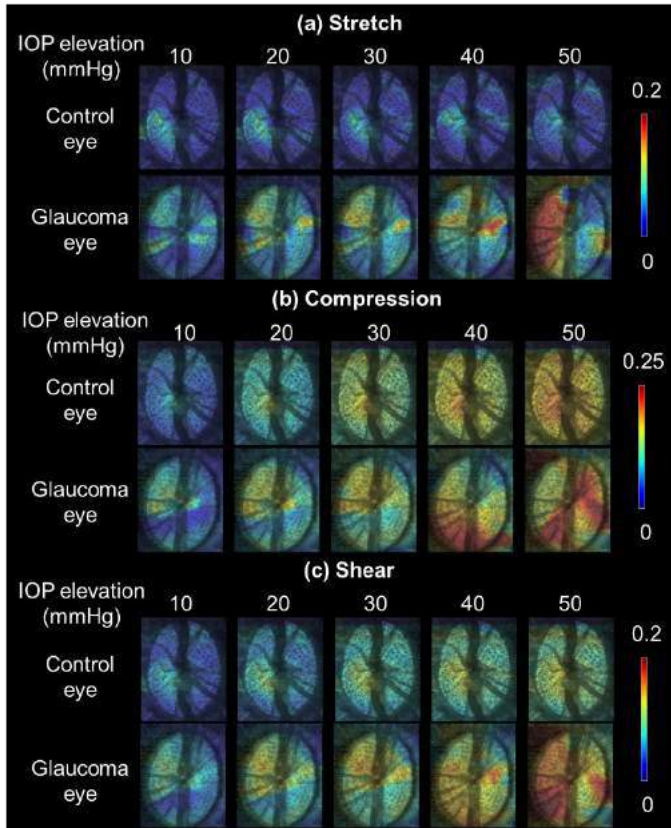 (a) Stretch
IOP elevation
(mmHg)
10 20 30 40 50
Control
eye
Glaucoma
eye
0.2
0
(b) Compression
IOP elevation
(mmHg)
10 20 30 40 50
Control
eye
Glaucoma
eye
0.25
0
(c) Shear
IOP elevation
(mmHg)
10 20 30 40 50
Control
eye
Glaucoma
eye
0.2
0